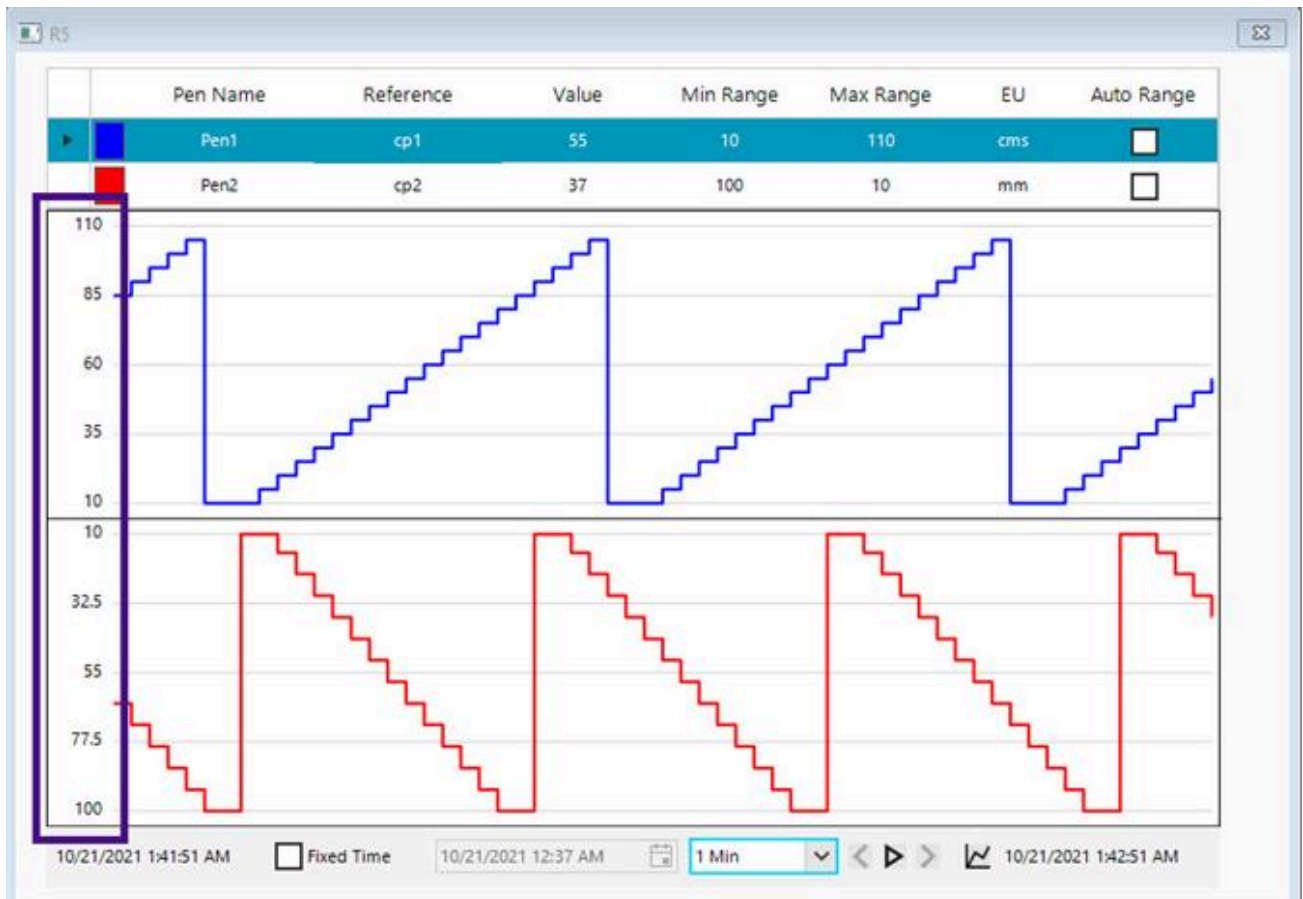 R5
Pen Name Reference Value Min Range Max Range EU Auto Range
Pen1 cp1 55 10 110 cms
Pen2 cp2 37 100 10 mm
110
85
60
35
10
10
32.5
55
77.5
100
10/21/2021 1:41:51 AM Fixed Time 10/21/2021 12:37 AM 1 Min 10/21/2021 1:42:51 AM